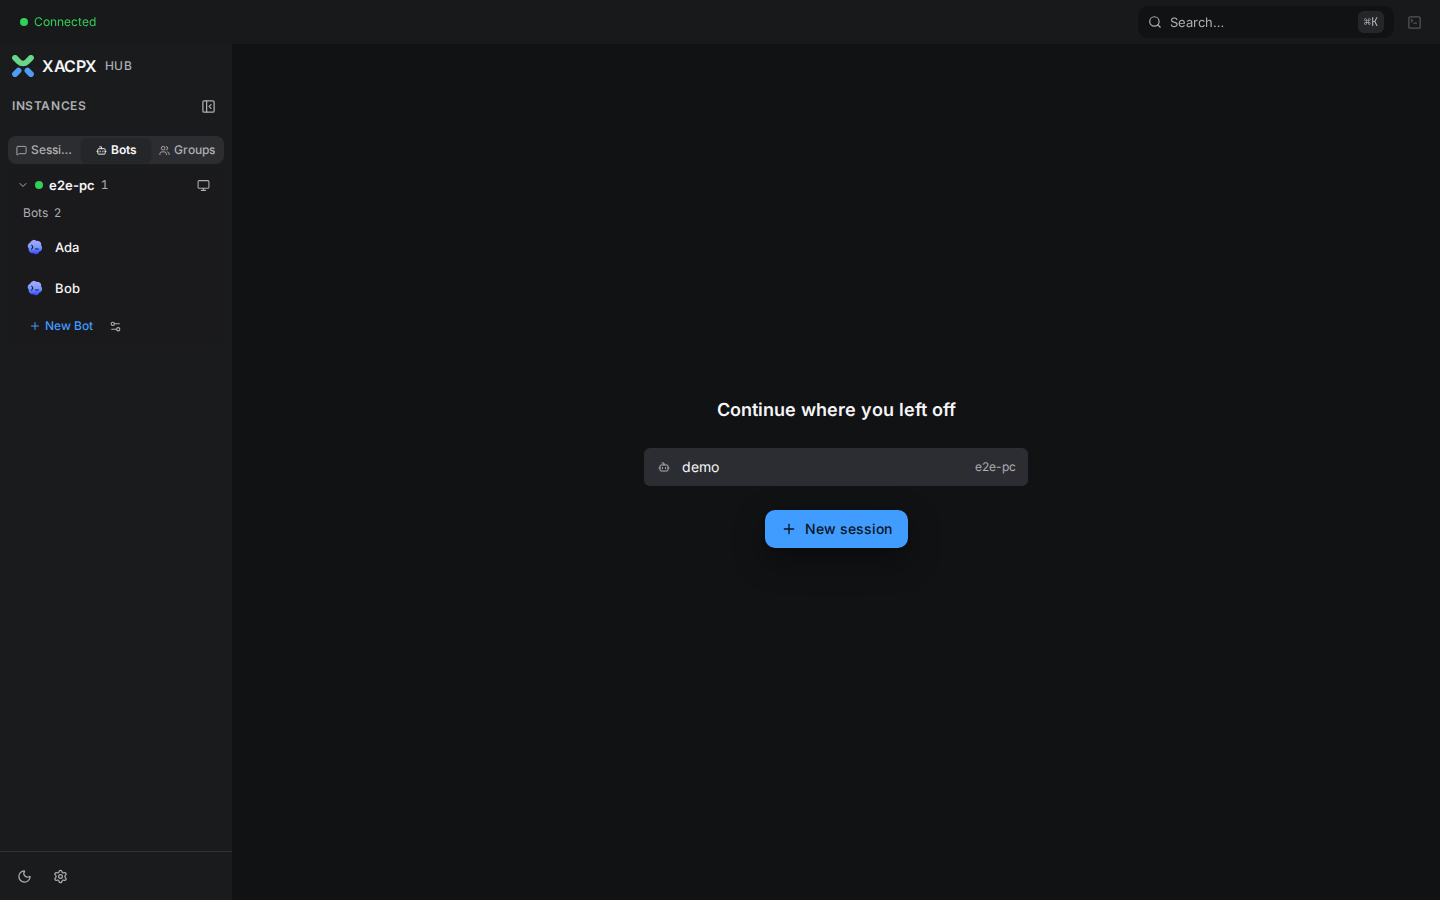 Connected
Search...
⌘K
XACPX HUB
INSTANCES
Sessi...
Bots
Groups
e2e-pc 1
Bots 2
Ada
Bob
New Bot
Continue where you left off
demo
e2e-pc
New session